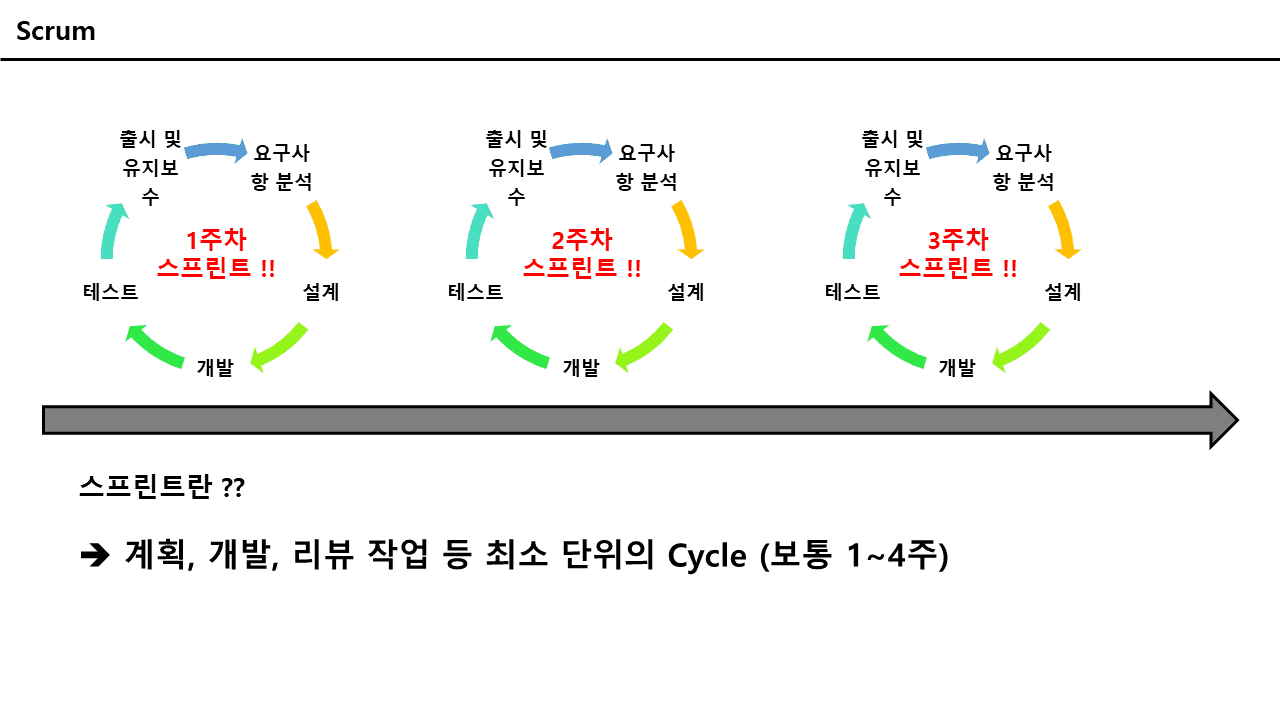 Scrum
출시 및
유지보
수
요구사
항 분석
1주차
스프린트 !!
테스트
설계
개발
출시 및
유지보
수
요구사
항 분석
2주차
스프린트 !!
테스트
설계
개발
출시 및
유지보
수
요구사
항 분석
3주차
스프린트 !!
테스트
설계
개발
스프린트란 ??
➔ 계획, 개발, 리뷰 작업 등 최소 단위의 Cycle (보통 1~4주)